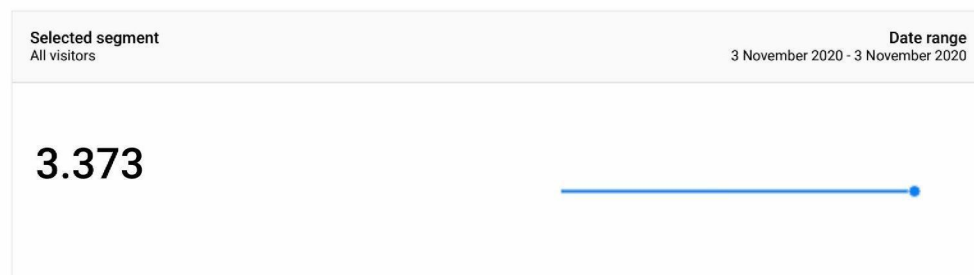 Selected segment
All visitors
Date range
3 November 2020 - 3 November 2020
3.373